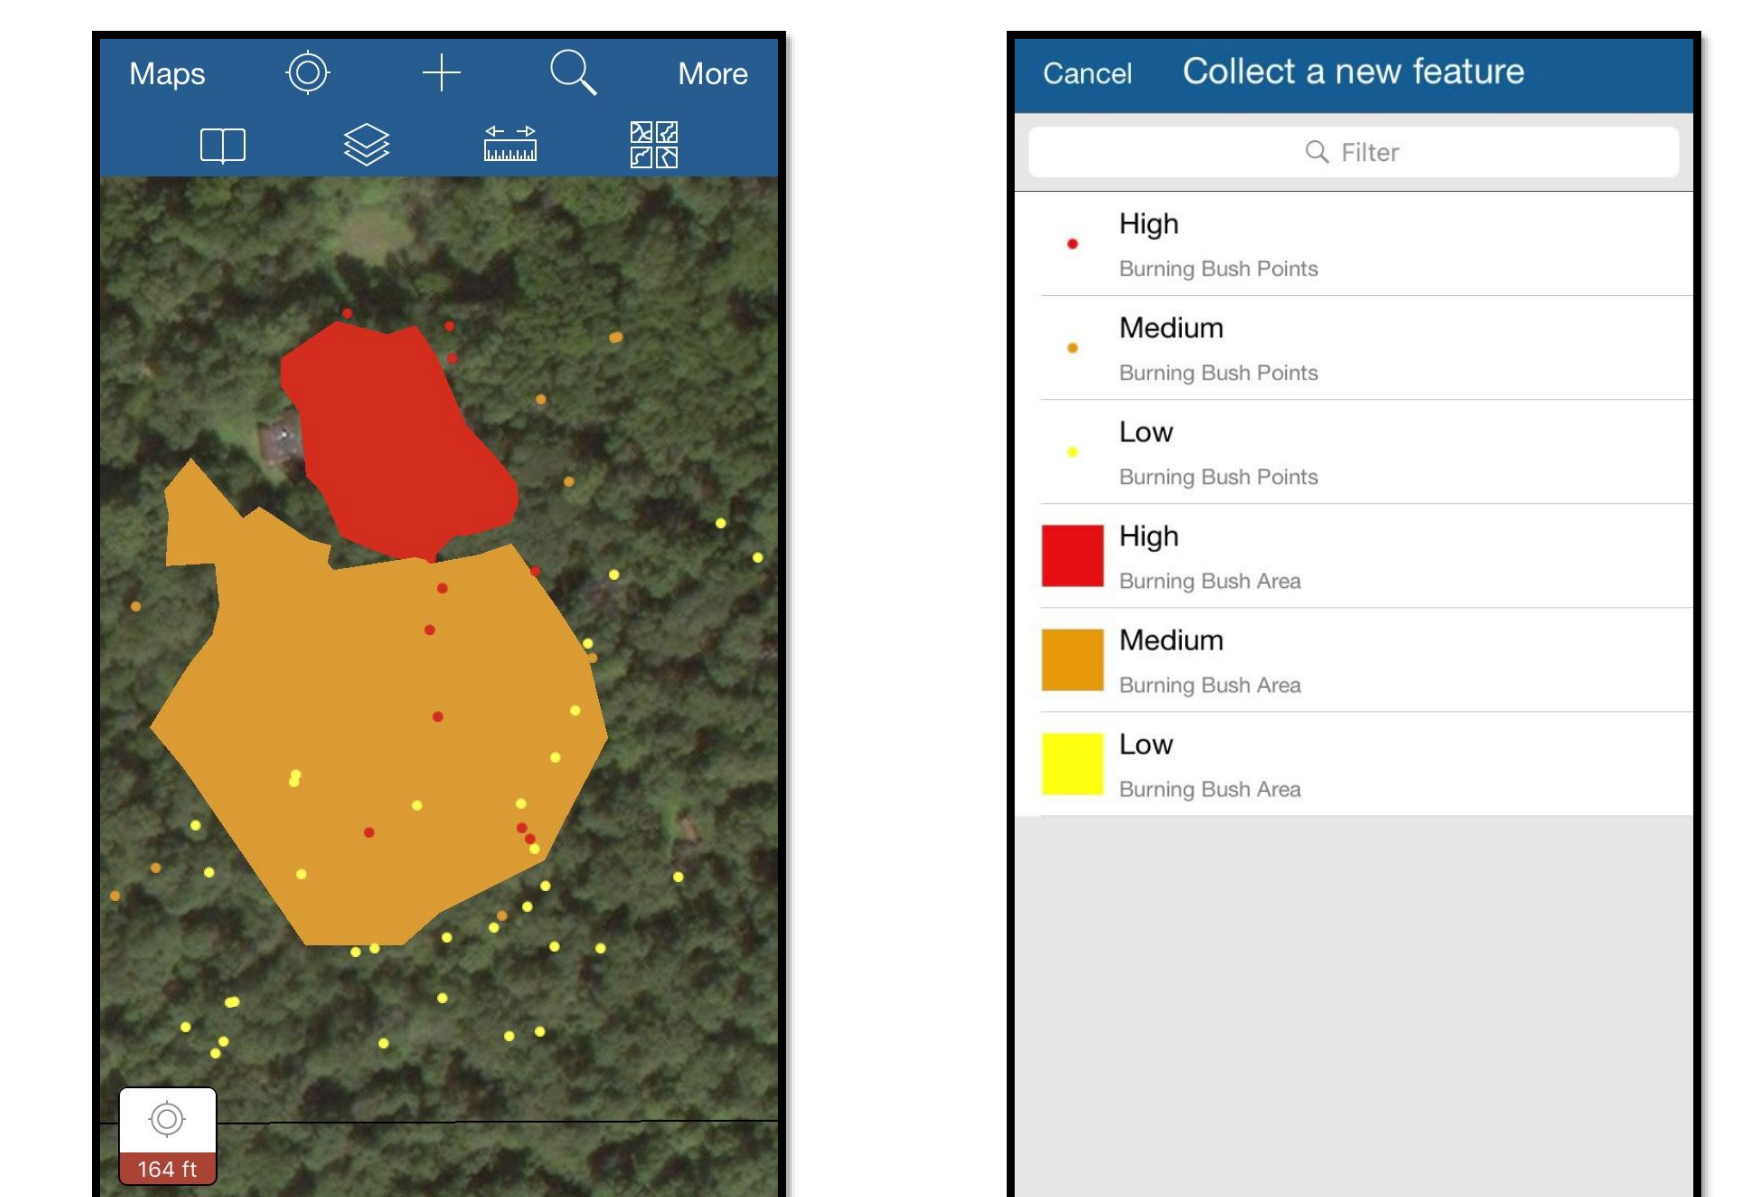 Maps
More
164 ft
Cancel
Collect a new feature
Filter
High
Burning Bush Points
Medium
Burning Bush Points
Low
Burning Bush Points
High
Burning Bush Area
Medium
Burning Bush Area
Low
Burning Bush Area